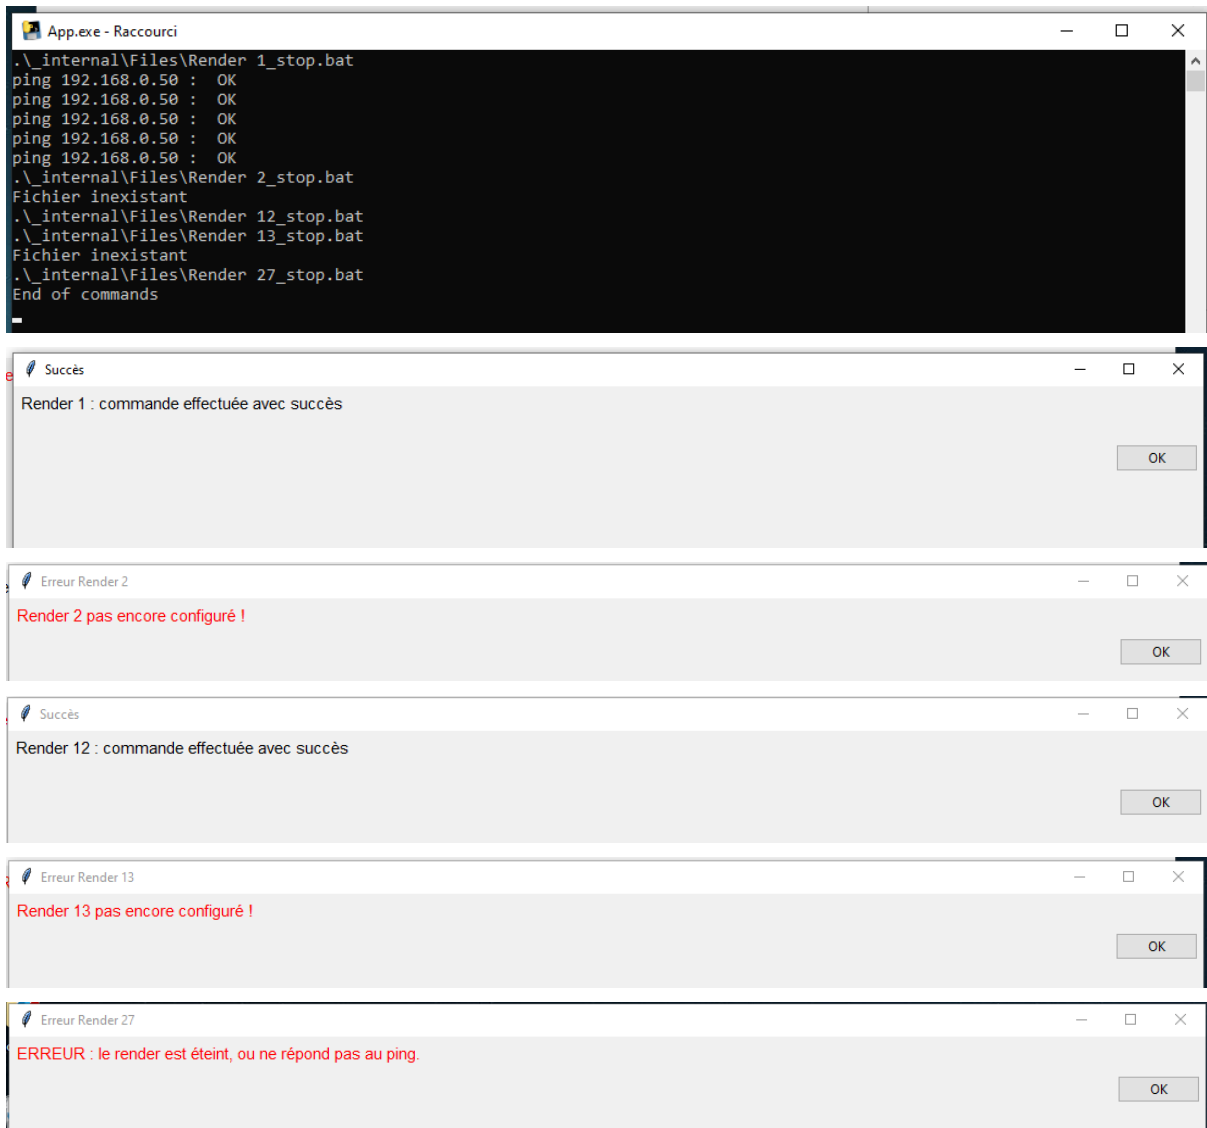 App.exe - Raccourci
.\_internal\Files\Render 1_stop.bat
ping 192.168.0.50 :  OK
ping 192.168.0.50 :  OK
ping 192.168.0.50 :  OK
ping 192.168.0.50 :  OK
ping 192.168.0.50 :  OK
.\_internal\Files\Render 2_stop.bat
Fichier inexistant
.\_internal\Files\Render 12_stop.bat
.\_internal\Files\Render 13_stop.bat
Fichier inexistant
.\_internal\Files\Render 27_stop.bat
End of commands
Succès
Render 1 : commande effectuée avec succès
OK
Erreur Render 2
Render 2 pas encore configuré !
OK
Succès
Render 12 : commande effectuée avec succès
OK
Erreur Render 13
Render 13 pas encore configuré !
OK
Erreur Render 27
ERREUR : le render est éteint, ou ne répond pas au ping.
OK